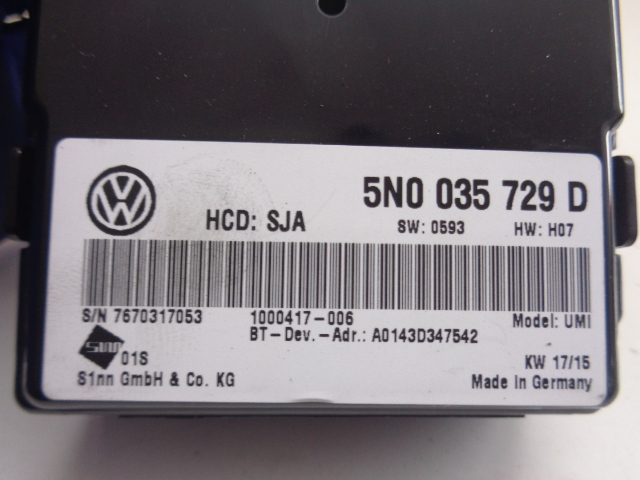 5N0 035 729 D
HCD: SJA
SW: 0593 HW: H07
S/N 7670317053 1000417-006 Model: UMI
BT-Dev.-Adr.: A0143D347542
S1nn 01S
KW 17/15
S1nn GmbH & Co. KG Made in Germany